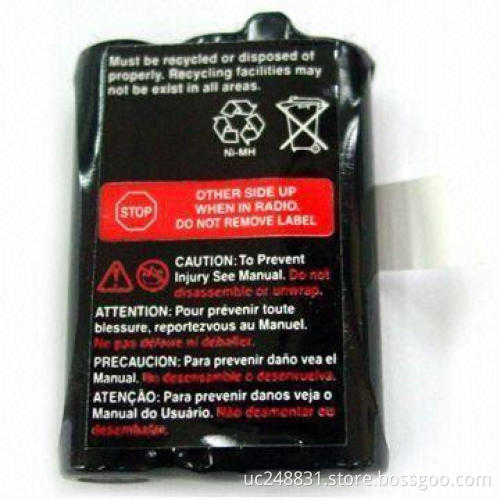 Must be recycled or disposed of
properly. Recycling facilities may
not be exist in all areas.
Ni-MH
STOP
OTHER SIDE UP
WHEN IN RADIO.
DO NOT REMOVE LABEL
CAUTION: To Prevent
Injury See Manual. Do not
disassemble or unwrap.
ATTENTION: Pour prévenir toute
blessure, reportezvous au Manuel.
Ne pas défaire ni déballer.
PRECAUCION: Para prevenir daño vea el
Manual. No desensamble o desenvuelva.
ATENÇÃO: Para prevenir danos veja o
Manual do Usuário. Não desmontar ou
desembalar.
uc248831.store.bossgoo.com